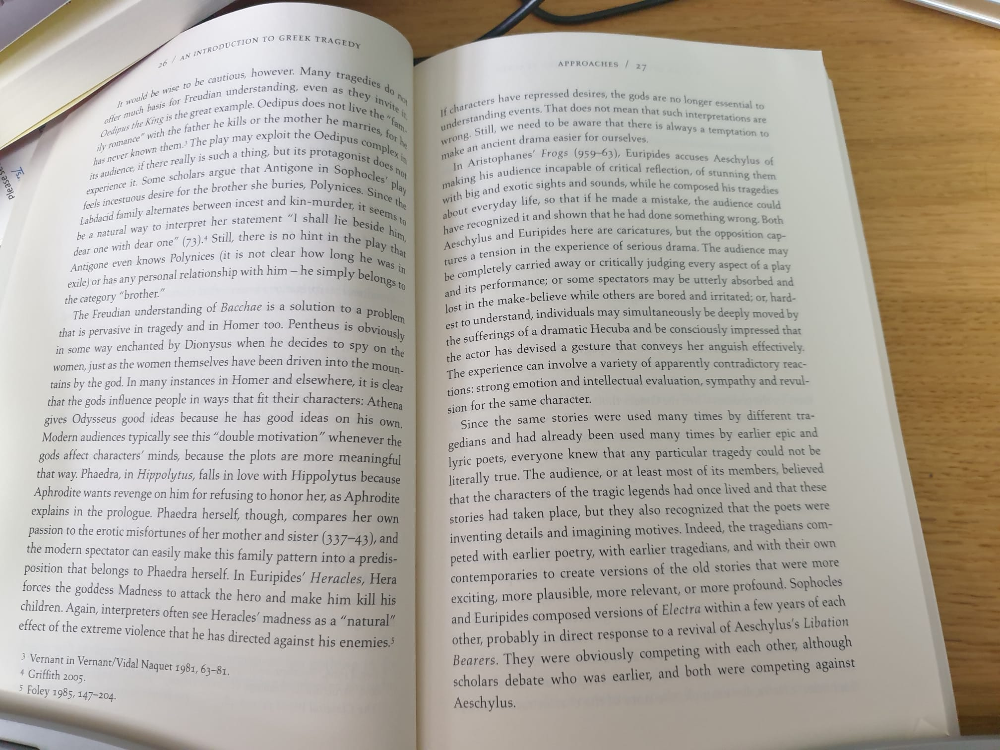 26 / AN INTRODUCTION TO GREEK TRAGEDY
It would be wise to be cautious, however. Many tragedies do not
offer much basis for Freudian understanding, even as they invite it.
Oedipus the King is the great example. Oedipus does not live the “fam-
ily romance” with the father he kills or the mother he marries, for he
has never known them.³ The play may exploit the Oedipus complex in
its audience, if there really is such a thing, but its protagonist does not
experience it. Some scholars argue that Antigone in Sophocles’ play
feels incestuous desire for the brother she buries, Polynices. Since the
Labdacid family alternates between incest and kin-murder, it seems to
be a natural way to interpret her statement “I shall lie beside him,
dear one with dear one” (73).⁴ Still, there is no hint in the play that
Antigone even knows Polynices (it is not clear how long he was in
exile) or has any personal relationship with him – he simply belongs to
the category “brother.”
The Freudian understanding of Bacchae is a solution to a problem
that is pervasive in tragedy and in Homer too. Pentheus is obviously
in some way enchanted by Dionysus when he decides to spy on the
women, just as the women themselves have been driven into the moun-
tains by the god. In many instances in Homer and elsewhere, it is clear
that the gods influence people in ways that fit their characters: Athena
gives Odysseus good ideas because he has good ideas on his own.
Modern audiences typically see this “double motivation” whenever the
gods affect characters’ minds, because the plots are more meaningful
that way. Phaedra, in Hippolytus, falls in love with Hippolytus because
Aphrodite wants revenge on him for refusing to honor her, as Aphrodite
explains in the prologue. Phaedra herself, though, compares her own
passion to the erotic misfortunes of her mother and sister (337–43), and
the modern spectator can easily make this family pattern into a predis-
position that belongs to Phaedra herself. In Euripides’ Heracles, Hera
forces the goddess Madness to attack the hero and make him kill his
children. Again, interpreters often see Heracles’ madness as a “natural”
effect of the extreme violence that he has directed against his enemies.⁵
3 Vernant in Vernant/Vidal Naquet 1981, 63–81.
4 Griffith 2005.
5 Foley 1985, 147–204.
APPROACHES / 27
If characters have repressed desires, the gods are no longer essential to
understanding events. That does not mean that such interpretations are
wrong. Still, we need to be aware that there is always a temptation to
make an ancient drama easier for ourselves.
In Aristophanes’ Frogs (959–63), Euripides accuses Aeschylus of
making his audience incapable of critical reflection, of stunning them
with big and exotic sights and sounds, while he composed his tragedies
about everyday life, so that if he made a mistake, the audience could
have recognized it and shown that he had done something wrong. Both
Aeschylus and Euripides here are caricatures, but the opposition cap-
tures a tension in the experience of serious drama. The audience may
be completely carried away or critically judging every aspect of a play
and its performance; or some spectators may be utterly absorbed and
lost in the make-believe while others are bored and irritated; or, hard-
est to understand, individuals may simultaneously be deeply moved by
the sufferings of a dramatic Hecuba and be consciously impressed that
the actor has devised a gesture that conveys her anguish effectively.
The experience can involve a variety of apparently contradictory reac-
tions: strong emotion and intellectual evaluation, sympathy and revul-
sion for the same character.
Since the same stories were used many times by different tra-
gedians and had already been used many times by earlier epic and
lyric poets, everyone knew that any particular tragedy could not be
literally true. The audience, or at least most of its members, believed
that the characters of the tragic legends had once lived and that these
stories had taken place, but they also recognized that the poets were
inventing details and imagining motives. Indeed, the tragedians com-
peted with earlier poetry, with earlier tragedians, and with their own
contemporaries to create versions of the old stories that were more
exciting, more plausible, more relevant, or more profound. Sophocles
and Euripides composed versions of Electra within a few years of each
other, probably in direct response to a revival of Aeschylus’s Libation
Bearers. They were obviously competing with each other, although
scholars debate who was earlier, and both were competing against
Aeschylus.
Please